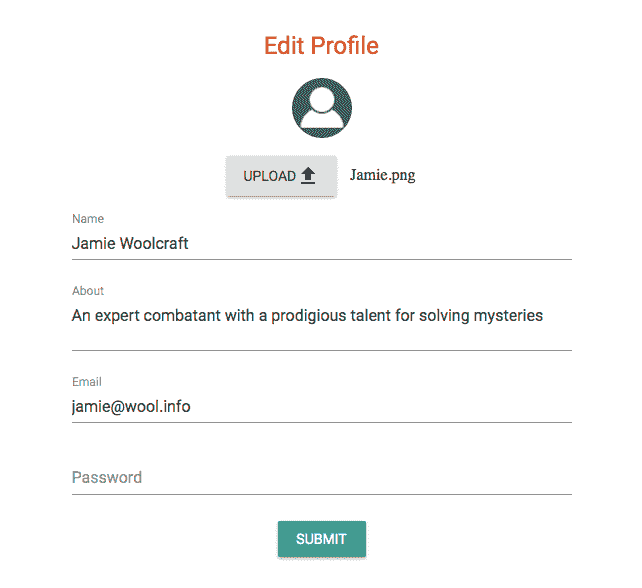 Edit Profile
UPLOAD Jamie.png
Name
Jamie Woolcraft
About
An expert combatant with a prodigious talent for solving mysteries
Email
jamie@wool.info
Password
SUBMIT